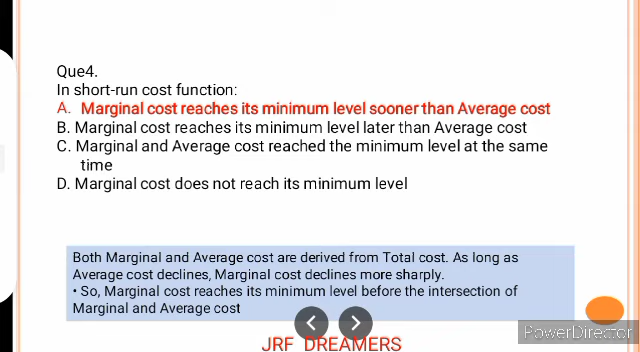 Que4.
In short-run cost function:
A. Marginal cost reaches its minimum level sooner than Average cost
B. Marginal cost reaches its minimum level later than Average cost
C. Marginal and Average cost reached the minimum level at the same
time
D. Marginal cost does not reach its minimum level
Both Marginal and Average cost are derived from Total cost. As long as
Average cost declines, Marginal cost declines more sharply.
• So, Marginal cost reaches its minimum level before the intersection of
Marginal and Average cost
JRF DREAMERS
PowerDirector